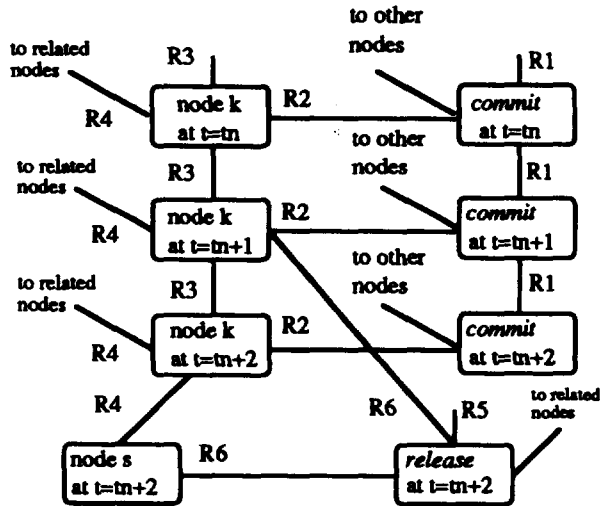 to other
nodes
to related
nodes
R3
R1
node k
at t=tn
R2
commit
at t=tn
R4
to other
nodes
to related
nodes
R3
R1
node k
at t=tn+1
R2
commit
at t=tn+1
R4
to other
nodes
to related
nodes
R3
R1
node k
at t=tn+2
R2
commit
at t=tn+2
R4
R4
R6
R5
to related
nodes
node s
at t=tn+2
R6
release
at t=tn+2